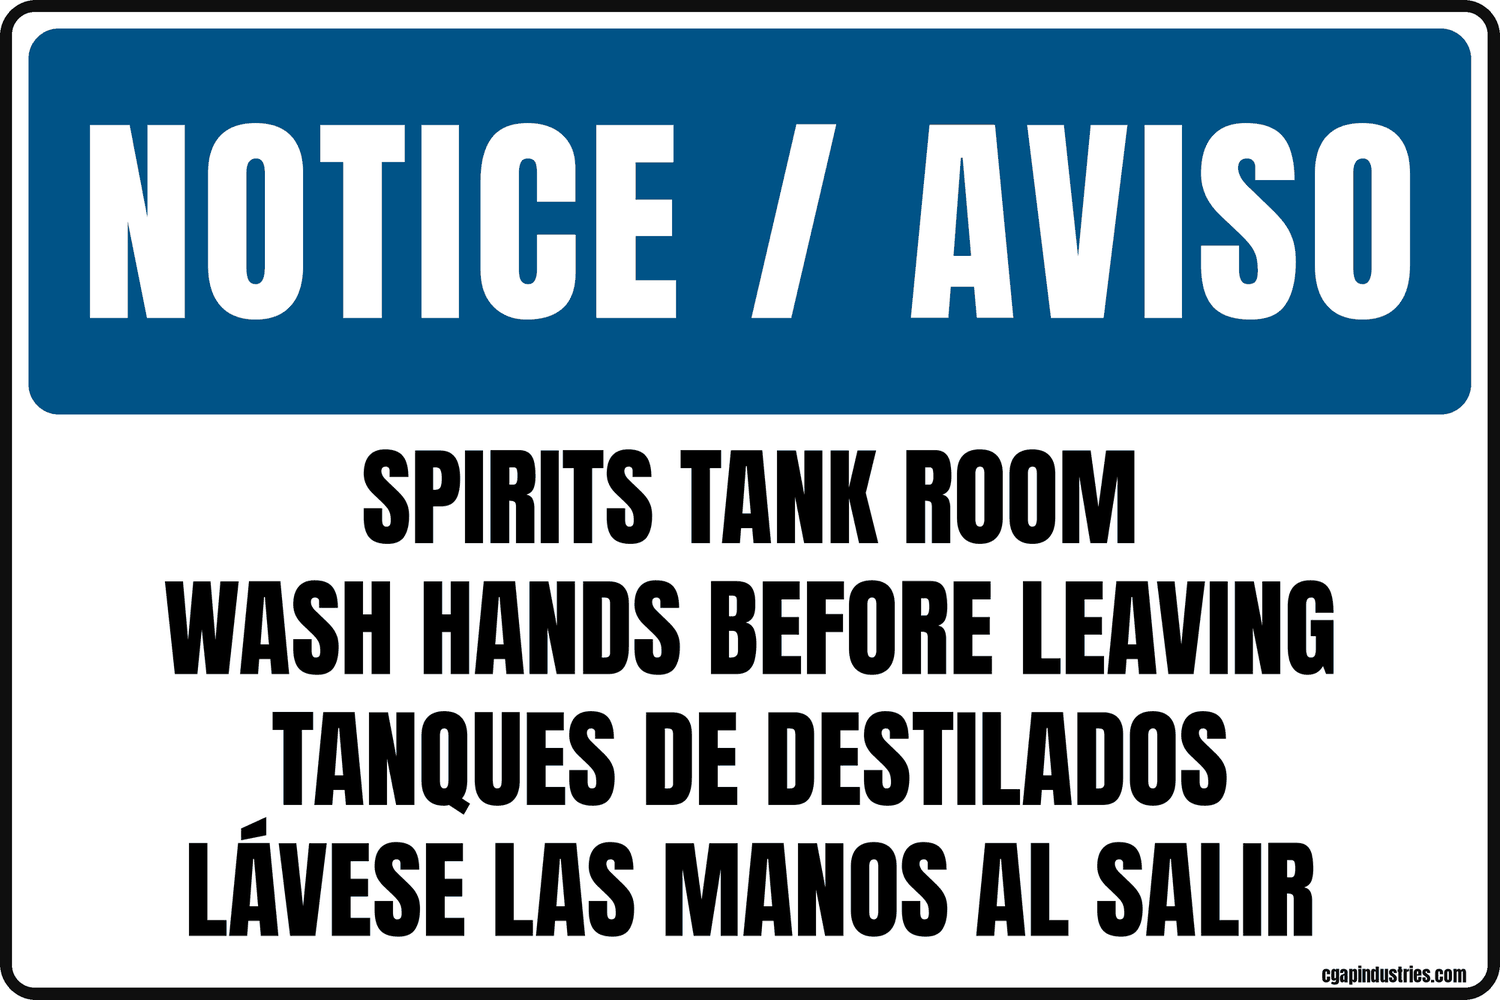 NOTICE / AVISO
SPIRITS TANK ROOM
WASH HANDS BEFORE LEAVING
TANQUES DE DESTILADOS
LÁVESE LAS MANOS AL SALIR
cgapindustries.com